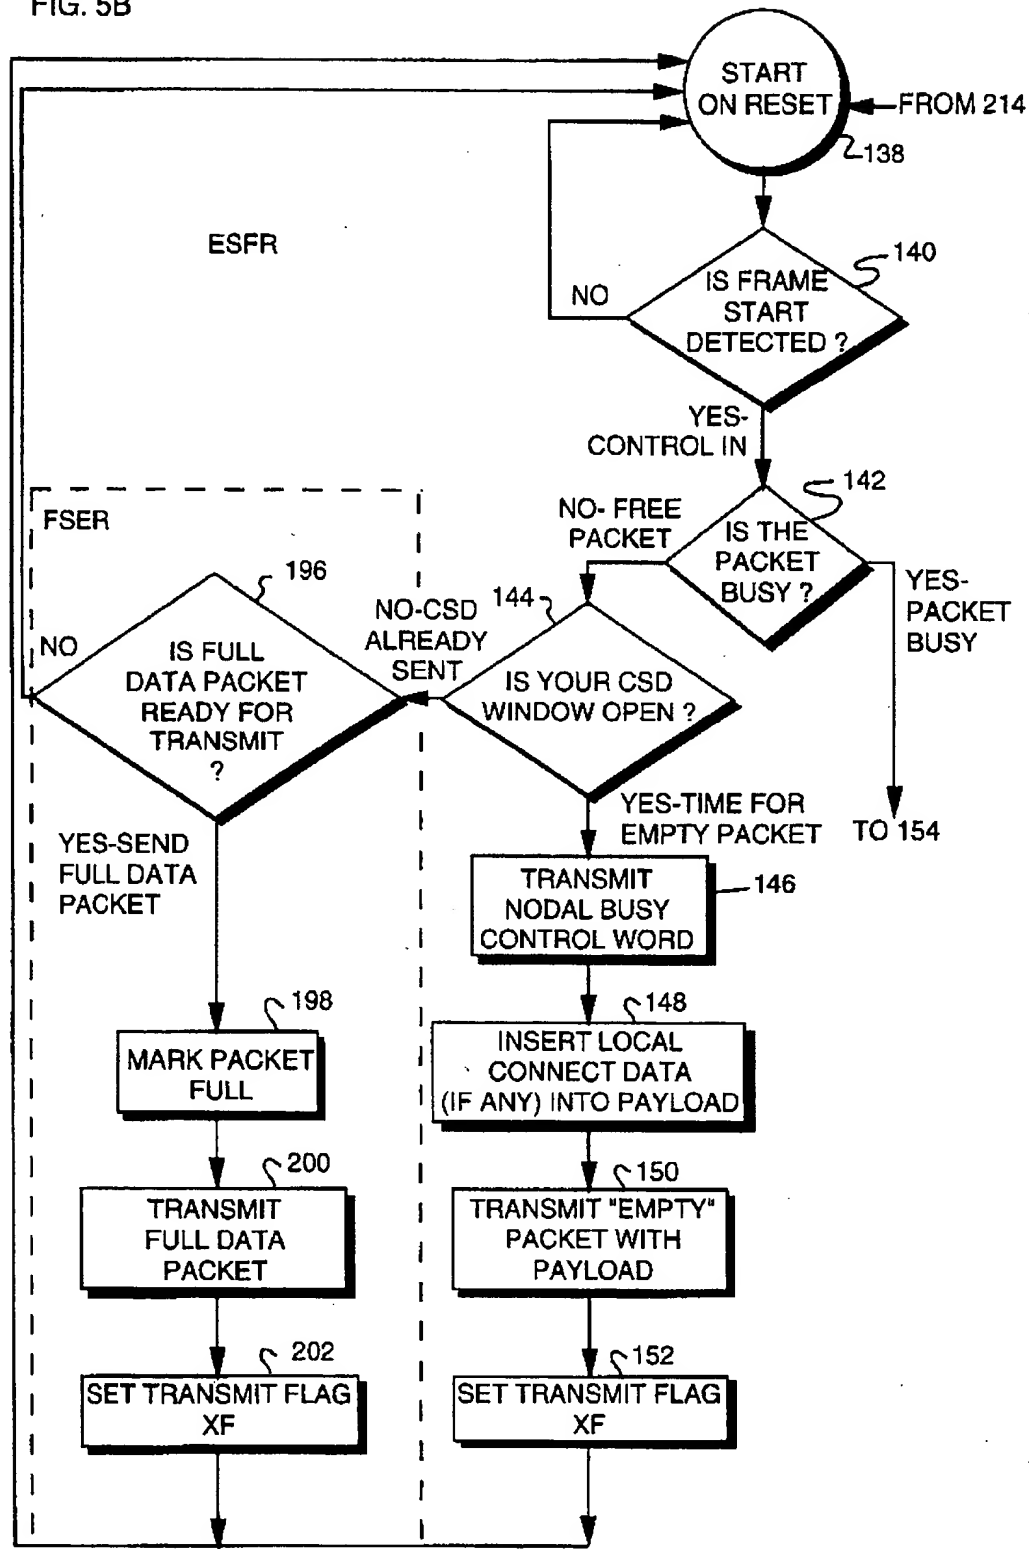 FIG. 5B
START
ON RESET
FROM 214
138
ESFR
140
IS FRAME
START
DETECTED ?
NO
YES-
CONTROL IN
142
NO- FREE
PACKET
IS THE
PACKET
BUSY ?
YES-
PACKET
BUSY
TO 154
FSER
196
144
NO-CSD
ALREADY
SENT
NO
IS FULL
DATA PACKET
READY FOR
TRANSMIT
?
IS YOUR CSD
WINDOW OPEN ?
YES-SEND
FULL DATA
PACKET
YES-TIME FOR
EMPTY PACKET
TRANSMIT
NODAL BUSY
CONTROL WORD
146
198
MARK PACKET
FULL
148
INSERT LOCAL
CONNECT DATA
(IF ANY) INTO PAYLOAD
200
TRANSMIT
FULL DATA
PACKET
150
TRANSMIT "EMPTY"
PACKET WITH
PAYLOAD
202
SET TRANSMIT FLAG
XF
152
SET TRANSMIT FLAG
XF